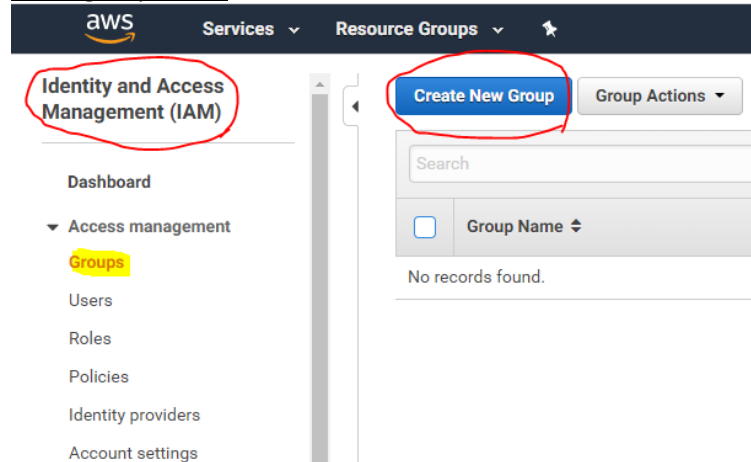 aws
Services
Resource Groups
Identity and Access
Management (IAM)
Dashboard
Access management
Groups
Users
Roles
Policies
Identity providers
Account settings
Create New Group
Group Actions
Search
Group Name
No records found.